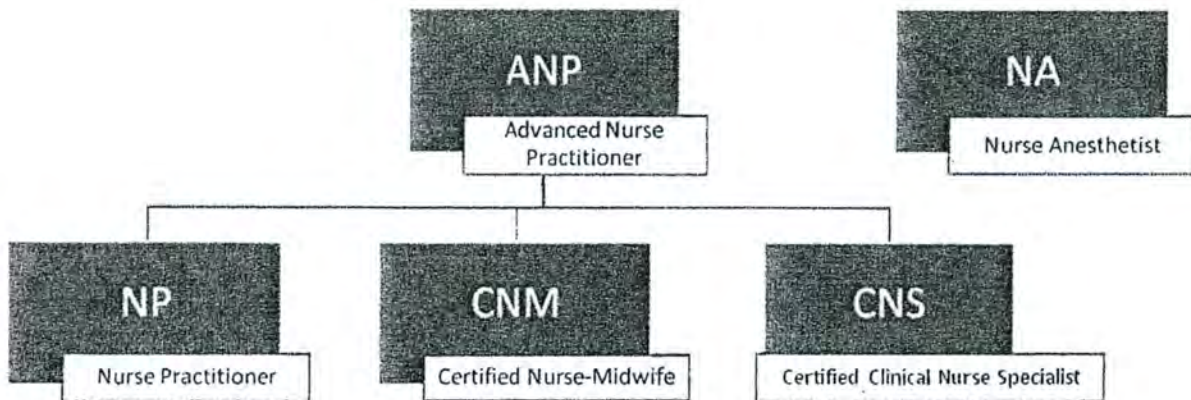 ANP
Advanced Nurse
Practitioner
NA
Nurse Anesthetist
NP
Nurse Practitioner
CNM
Certified Nurse-Midwife
CNS
Certified Clinical Nurse Specialist